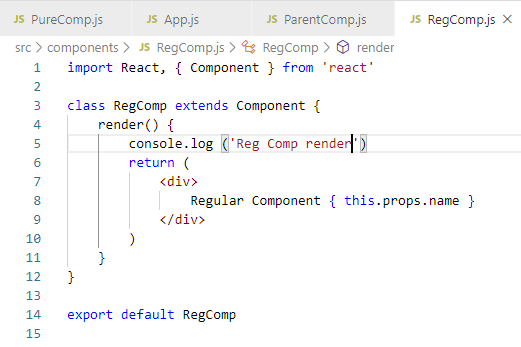 JS PureComp.js JS App.js JS ParentComp.js JS RegComp.js ×
src > components > JS RegComp.js > RegComp > render
1 import React, { Component } from 'react'
2
3 class RegComp extends Component {
4 render() {
5 console.log ('Reg Comp render')
6 return (
7 <div>
8 Regular Component { this.props.name }
9 </div>
10 )
11 }
12 }
13
14 export default RegComp
15